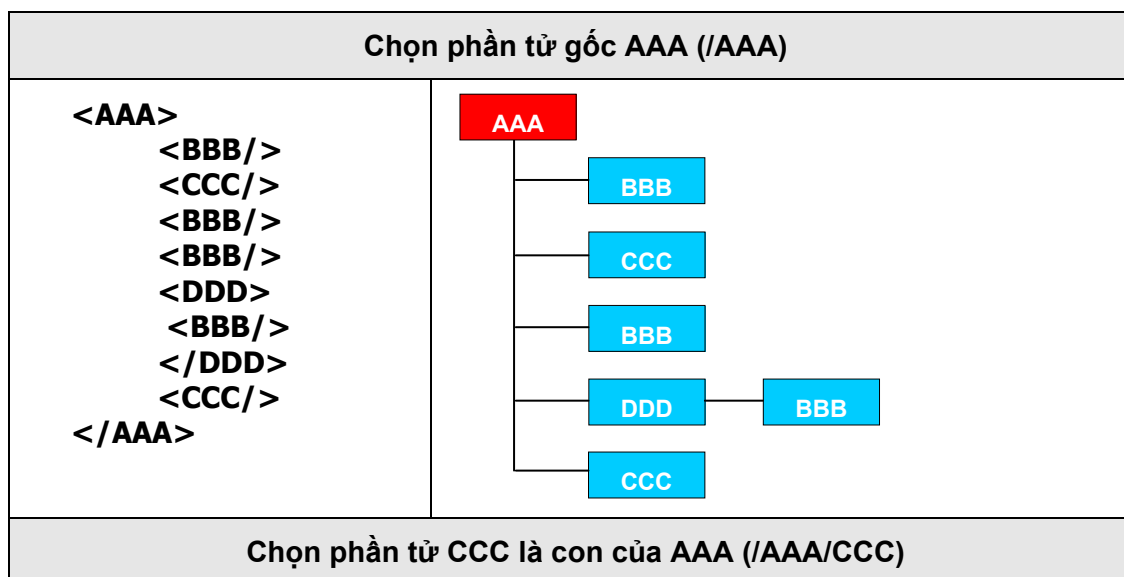 Chọn phần tử gốc AAA (/AAA)
<AAA>
<BBB/>
<CCC/>
<BBB/>
<BBB/>
<DDD>
<BBB/>
</DDD>
<CCC/>
</AAA>
AAA
BBB
CCC
BBB
DDD BBB
CCC
Chọn phần tử CCC là con của AAA (/AAA/CCC)